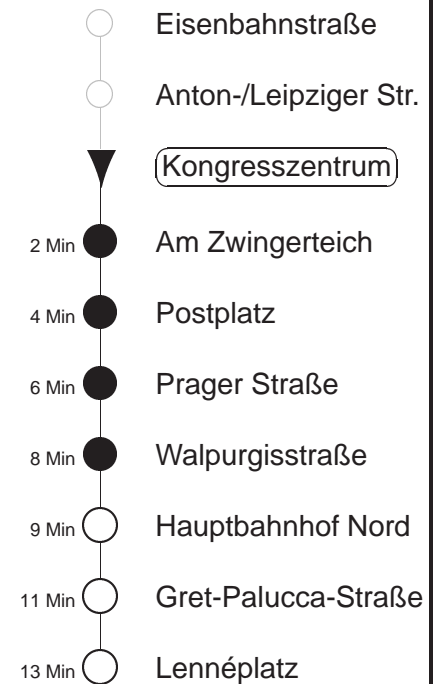 Eisenbahnstraße
Anton-/Leipziger Str.
Kongresszentrum
2 Min Am Zwingerteich
4 Min Postplatz
6 Min Prager Straße
8 Min Walpurgisstraße
9 Min Hauptbahnhof Nord
11 Min Gret-Palucca-Straße
13 Min Lennéplatz